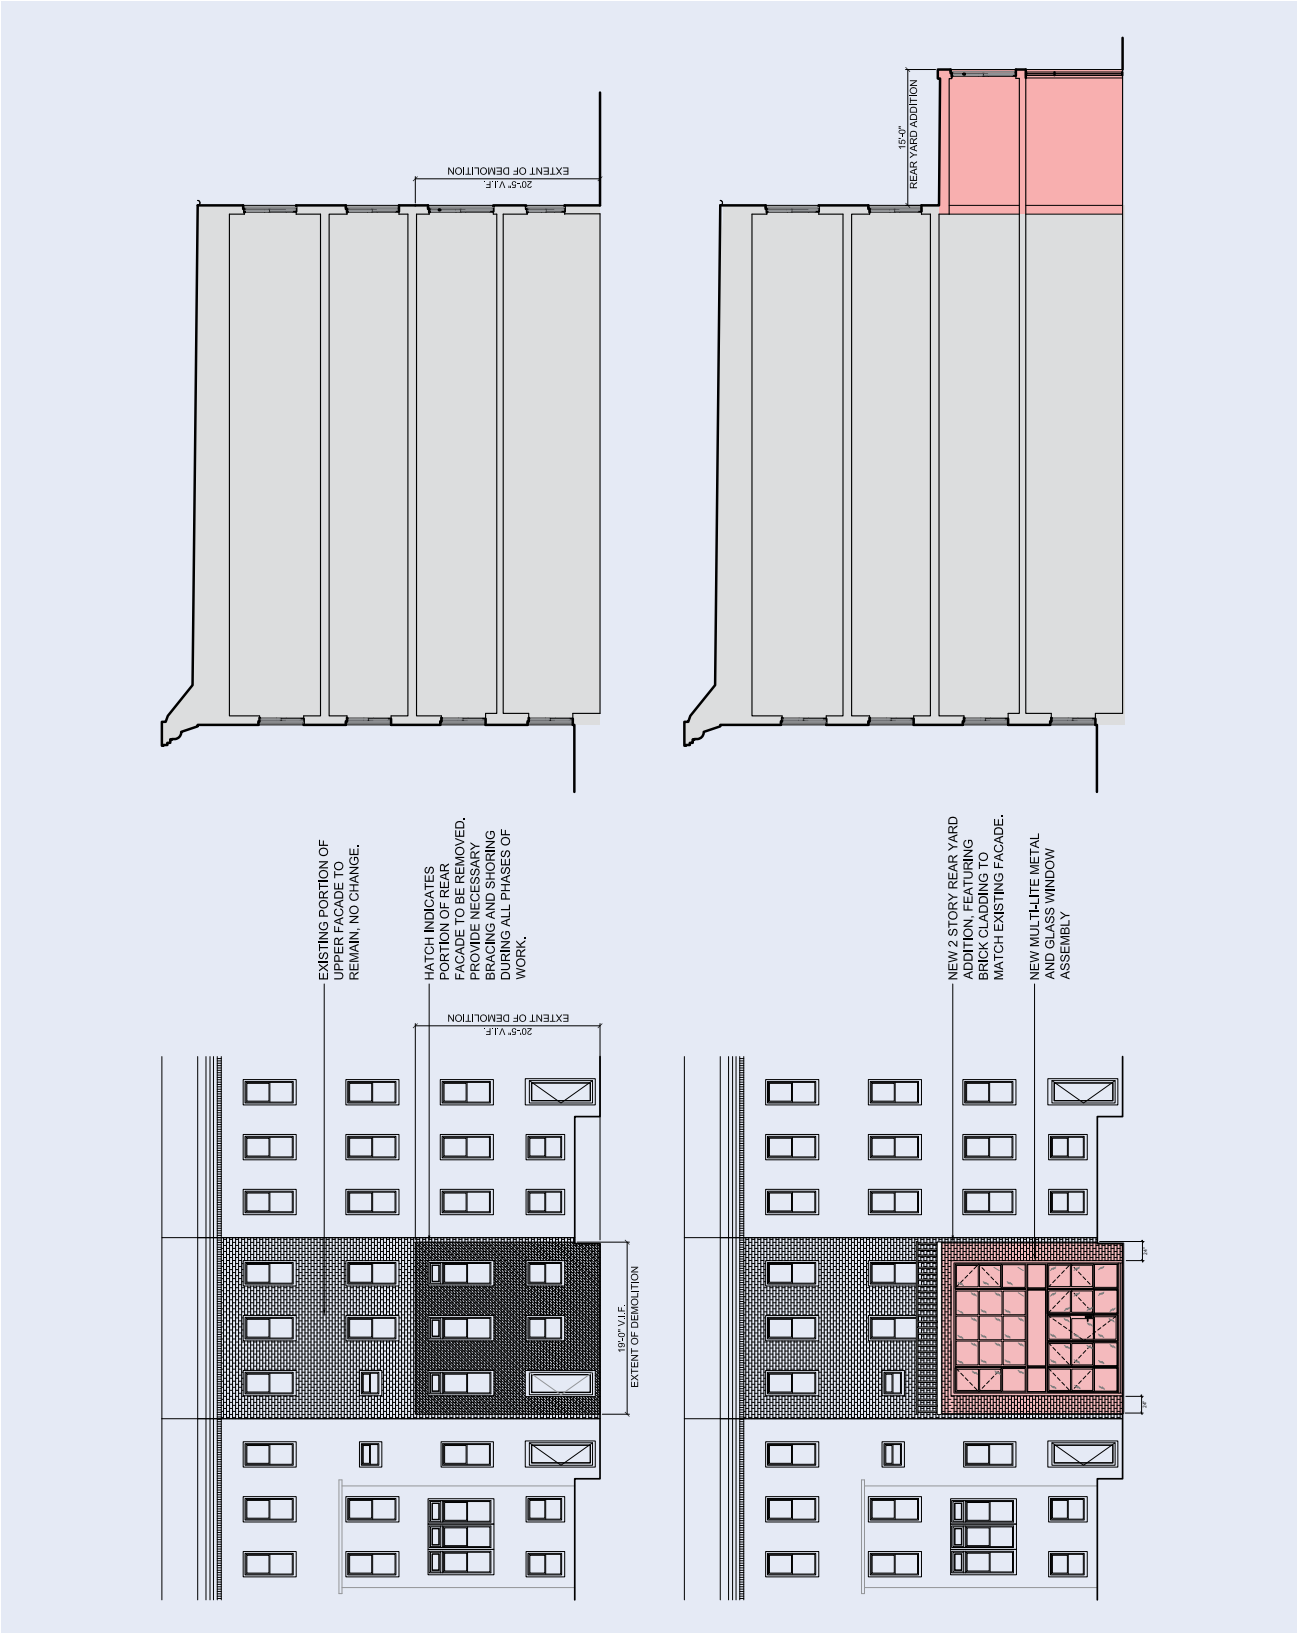 EXISTING PORTION OF
UPPER FACADE TO
REMAIN, NO CHANGE.
HATCH INDICATES
PORTION OF REAR
FACADE TO BE REMOVED.
PROVIDE NECESSARY
BRACING AND SHORING
DURING ALL PHASES OF
WORK.
20'-5" V.I.F.
EXTENT OF DEMOLITION
19'-0" V.I.F.
EXTENT OF DEMOLITION
20'-5" V.I.F.
EXTENT OF DEMOLITION
NEW 2 STORY REAR YARD
ADDITION, FEATURING
BRICK CLADDING TO
MATCH EXISTING FACADE.
NEW MULTI-LITE METAL
AND GLASS WINDOW
ASSEMBLY
15'-0"
REAR YARD ADDITION